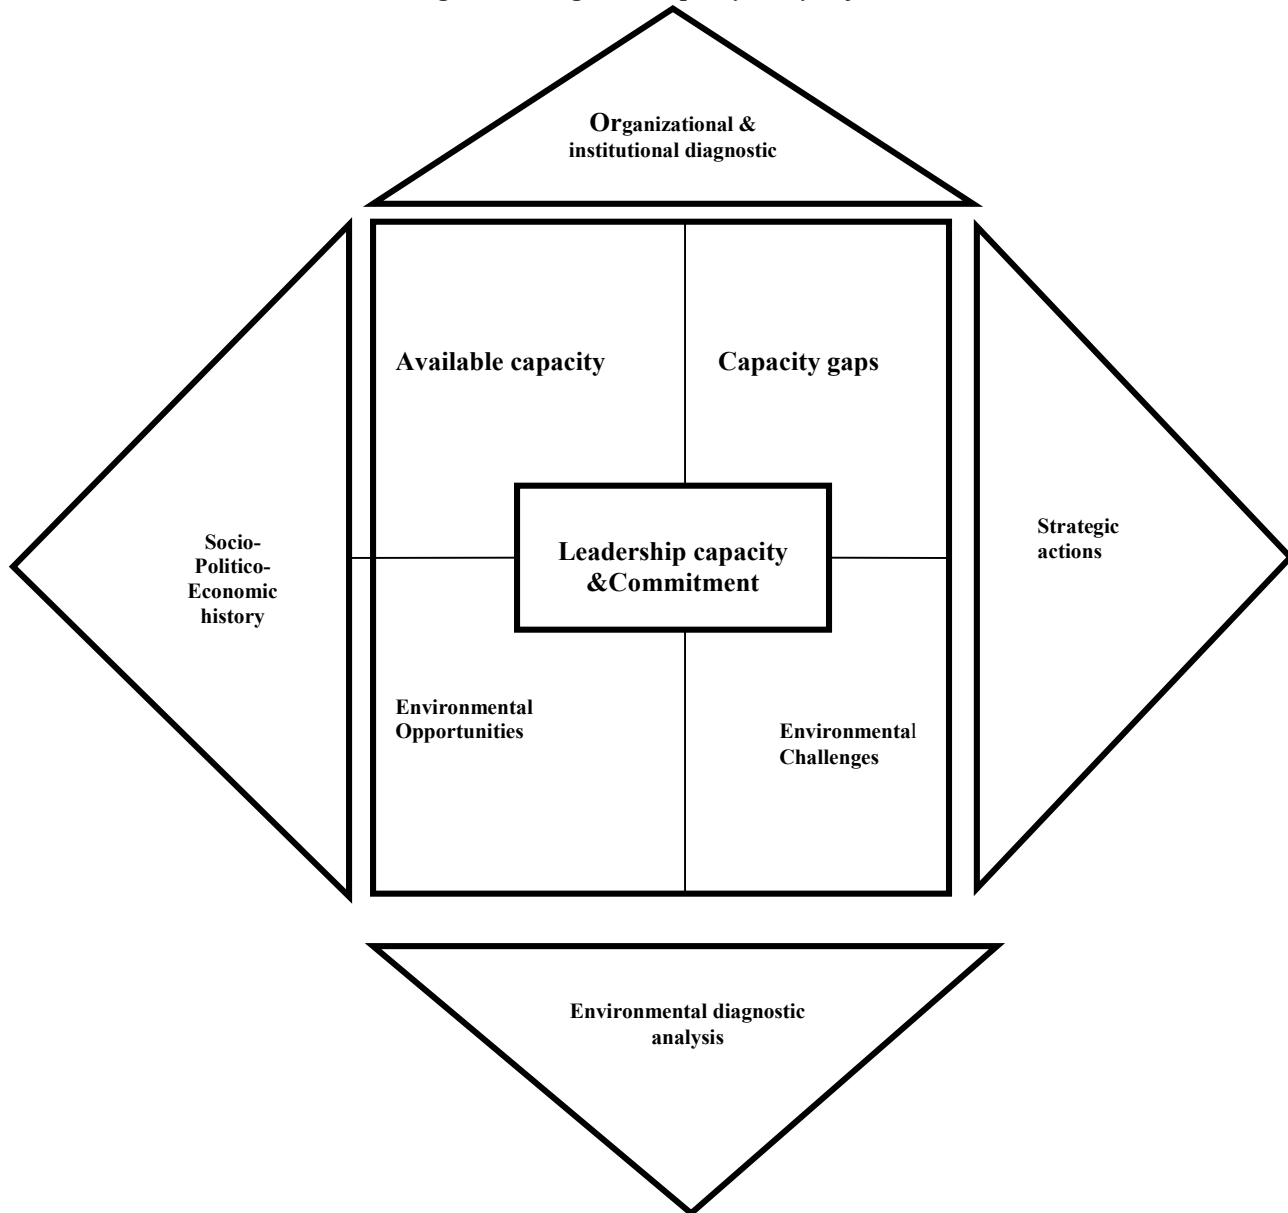 Organizational &
institutional diagnostic
Available capacity
Capacity gaps
Leadership capacity
&Commitment
Socio-
Politico-
Economic
history
Strategic
actions
Environmental
Opportunities
Environmental
Challenges
Environmental diagnostic
analysis